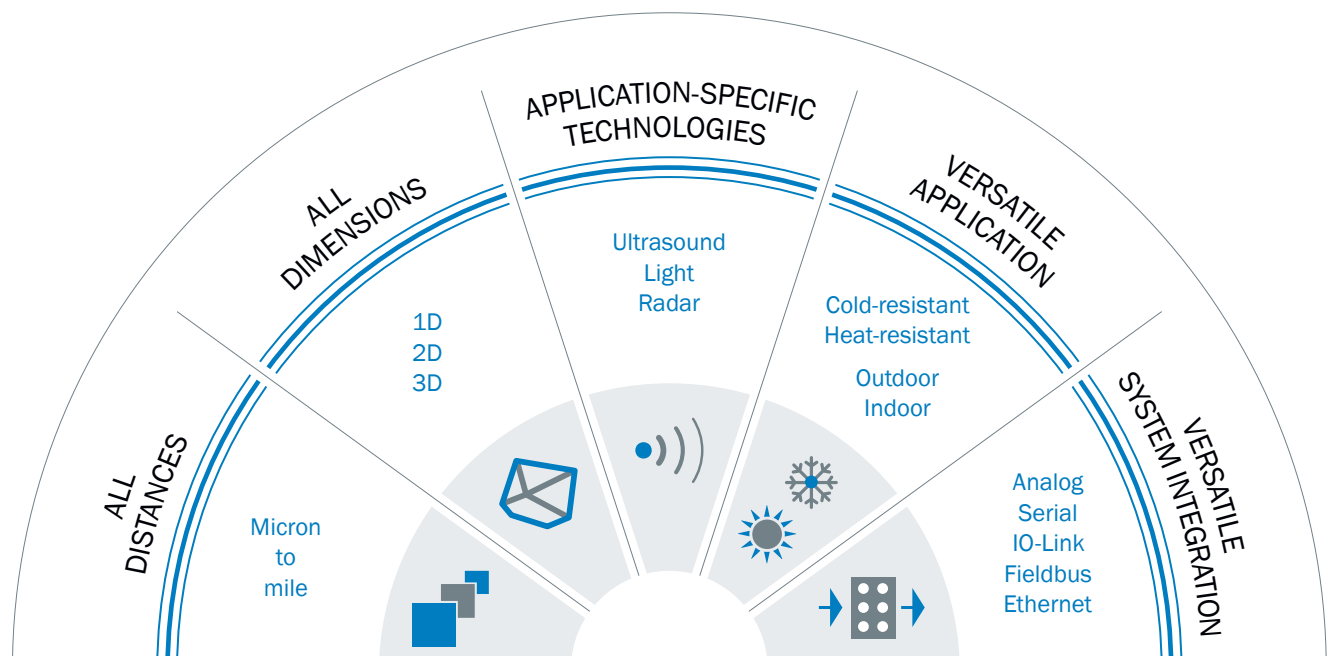 ALL
DISTANCES
Micron
to
mile
ALL
DIMENSIONS
1D
2D
3D
APPLICATION-SPECIFIC
TECHNOLOGIES
Ultrasound
Light
Radar
VERSATILE
APPLICATION
Cold-resistant
Heat-resistant
Outdoor
Indoor
VERSATILE
SYSTEM INTEGRATION
Analog
Serial
IO-Link
Fieldbus
Ethernet